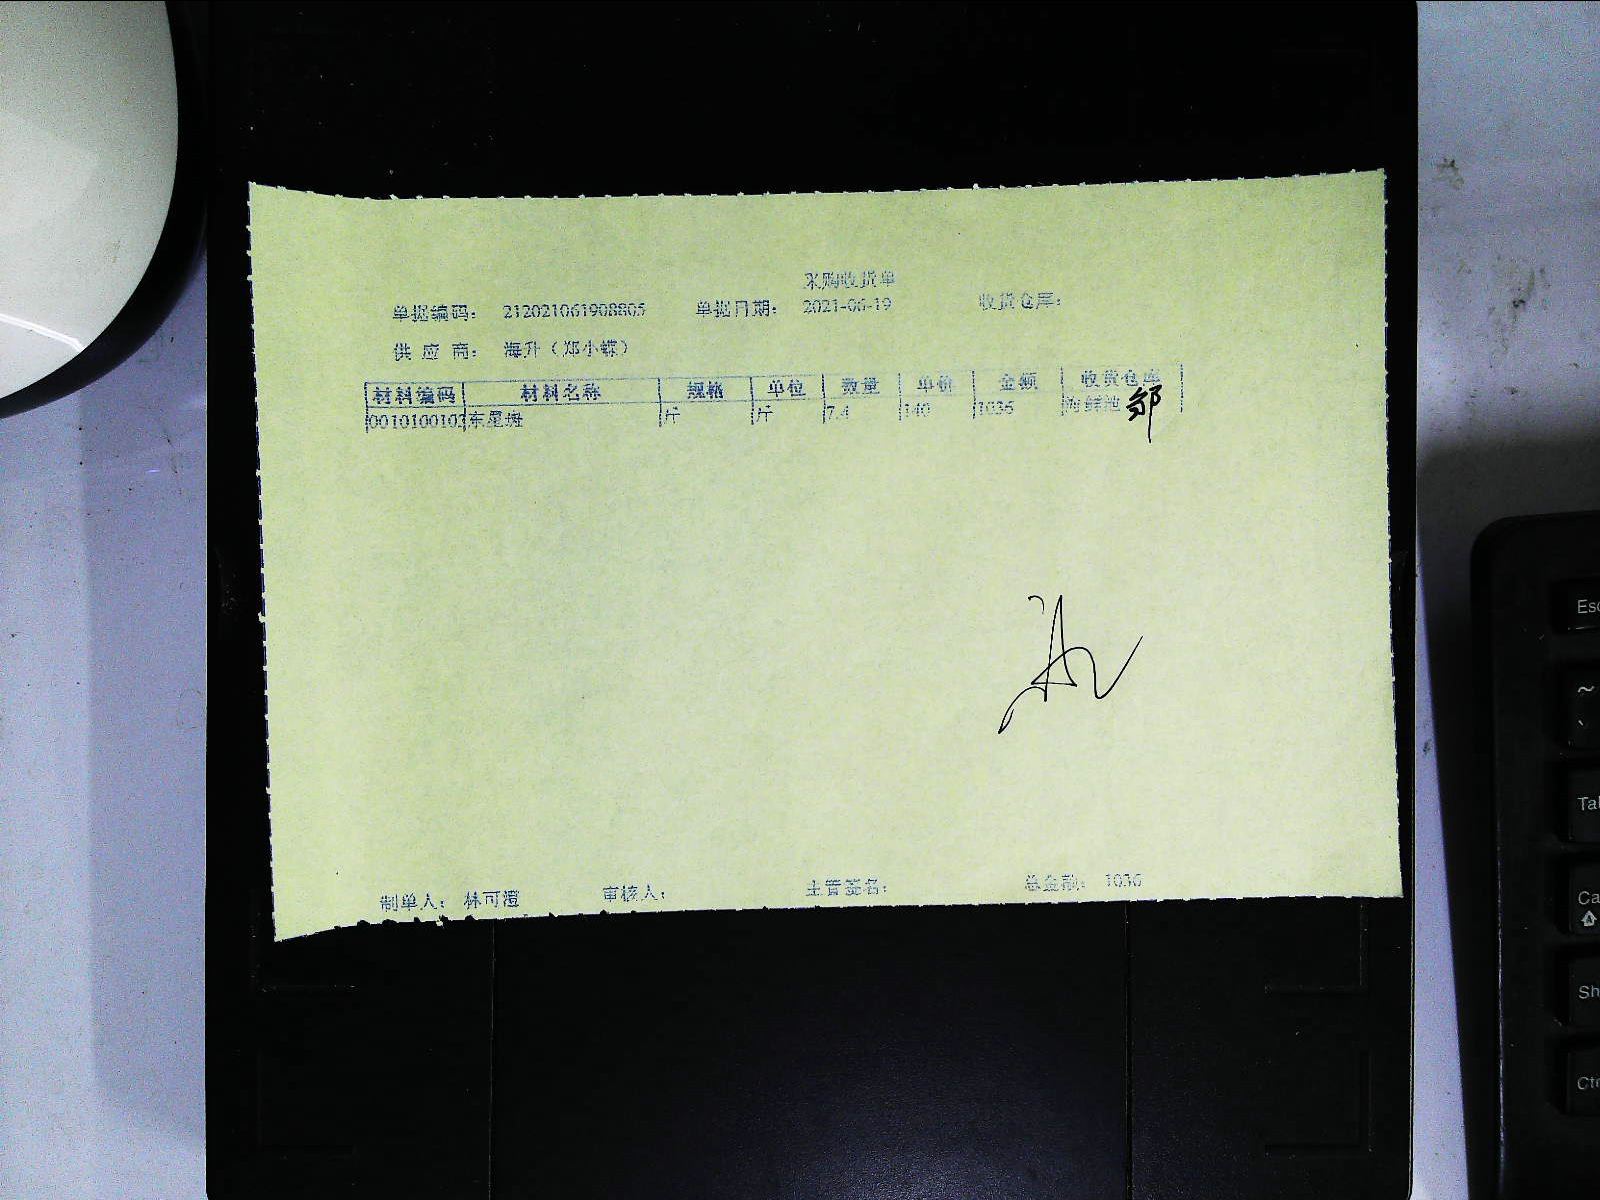 采购收货单
单据编码： 212021061908805 单据日期： 2021-06-19 收货仓库：
供 应 商： 海升（郑小蝶）
材料编码 材料名称 规格 单位 数量 单价 金额 收货仓库
0010100102 东星斑 斤 斤 7.4 140 1036 海鲜池 邹
制单人： 林可澄 审核人： 主管签名： 总金额： 1036
Esc
~
Tab
Ca
Sh
Ctr